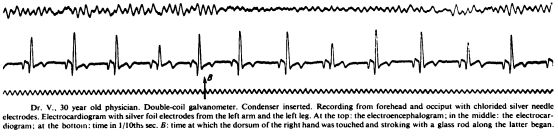 B
Dr. V., 30 year old physician. Double-coil galvanometer. Condenser inserted. Recording from forehead and occiput with chlorided silver needle
electrodes. Electrocardiogram with silver foil electrodes from the left arm and the left leg. At the top: the electroencephalogram; in the middle: the electrocar-
diogram; at the bottom: time in 1/10ths sec. B: time at which the dorsum of the right hand was touched and stroking with a glass rod along the latter began.